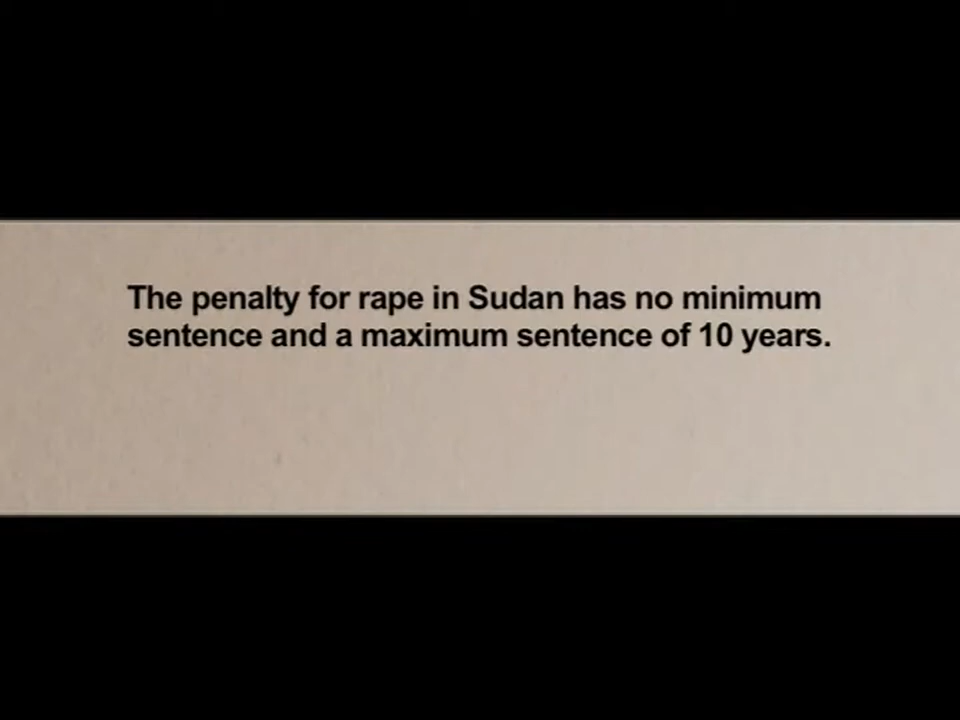 The penalty for rape in Sudan has no minimum
sentence and a maximum sentence of 10 years.